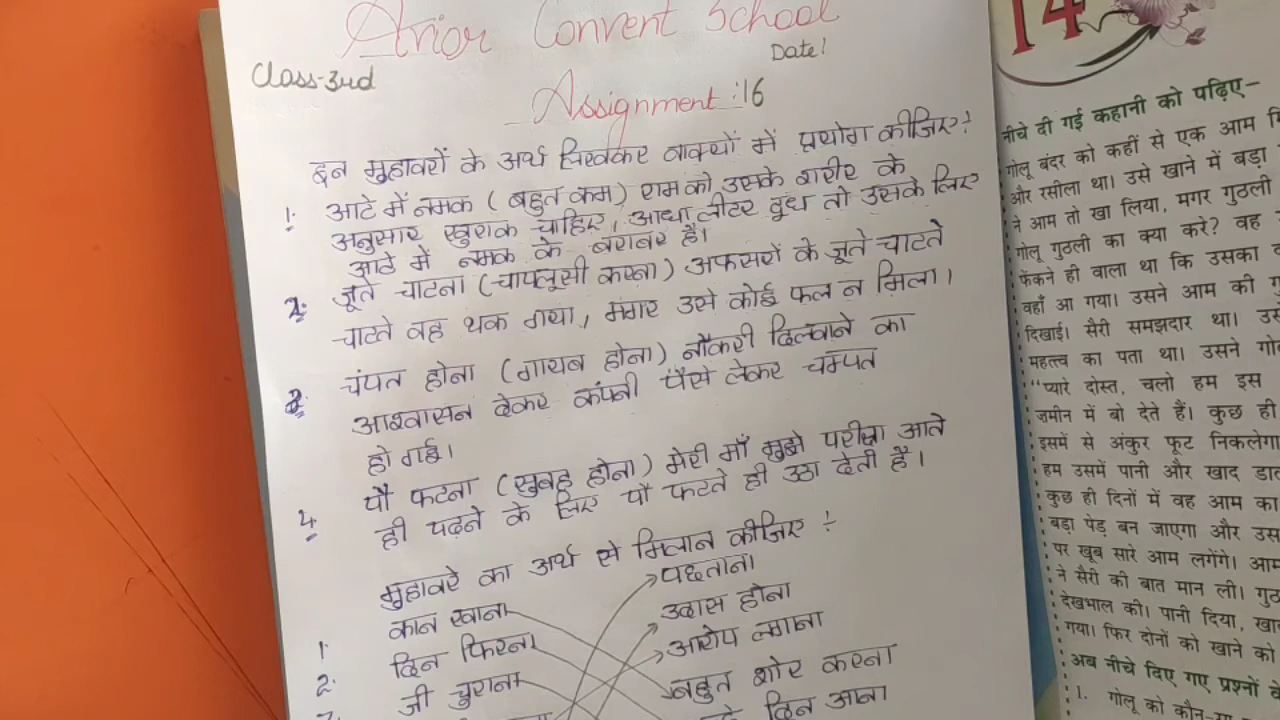 Convent School
Class-3rd
Date!
Assignment :16
इन मुहावरों के अर्थ लिखकर वाक्यों में प्रयोग कीजिए÷
1: आटे में नमक (बहुत कम) राम को उसके शरीर के
अनुसार खुराक चाहिए, आधा लीटर दूध तो उसके लिए
आटे में नमक के बराबर है।
2: जूते चाटना (चापलूसी करना) अफसरों के जूते चाटते
चाटते वह थक गया, मगर उसे कोई फल न मिला।
3: चंपत होना (गायब होना) नौकरी दिलवाने का
आश्वासन देकर कंपनी पैसे लेकर चम्पत
हो गई।
4 पौ फटना (सुबह होना) मेरी माँ मुझे परीक्षा आते
ही पढ़ने के लिए पौ फटते ही उठा देती है।
मुहावरे का अर्थ से मिलान कीजिए ÷
1. कान खाना पछताना
2. दिन फिरना उदास होना
जी चुराना आरोप लगाना
बहुत शोर करना
दिन आना
14
नीचे दी गई कहानी को पढ़िए-
गोलू बंदर को कहीं से एक आम
और रसीला था। उसे खाने में बड़ा
ने आम तो खा लिया, मगर गुठली
गोलू गुठली का क्या करे? वह
फेंकने ही वाला था कि उसका
वहाँ आ गया। उसने आम की
दिखाई। सैरी समझदार था।
महत्त्व का पता था। उसने
"प्यारे दोस्त, चलो हम इस
जमीन में बो देते हैं। कुछ ही
इसमें से अंकुर फूट निकलेगा
हम उसमें पानी और खाद
कुछ ही दिनों में वह आम का
बड़ा पेड़ बन जाएगा और
पर खूब सारे आम लगेंगे।
ने सैरी की बात मान ली।
देखभाल की। पानी दिया,
गया। फिर दोनों को खाने को
अब नीचे दिए गए प्रश्नों
1. गोलू को